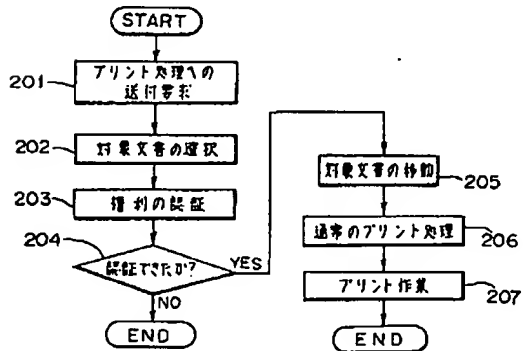 START
201
プリント処理への
送付要求
202
対象文書の選択
203
権利の認証
204
認証できたか?
YES
NO
END
対象文書の移動
205
通常のプリント処理
206
プリント作業
207
END